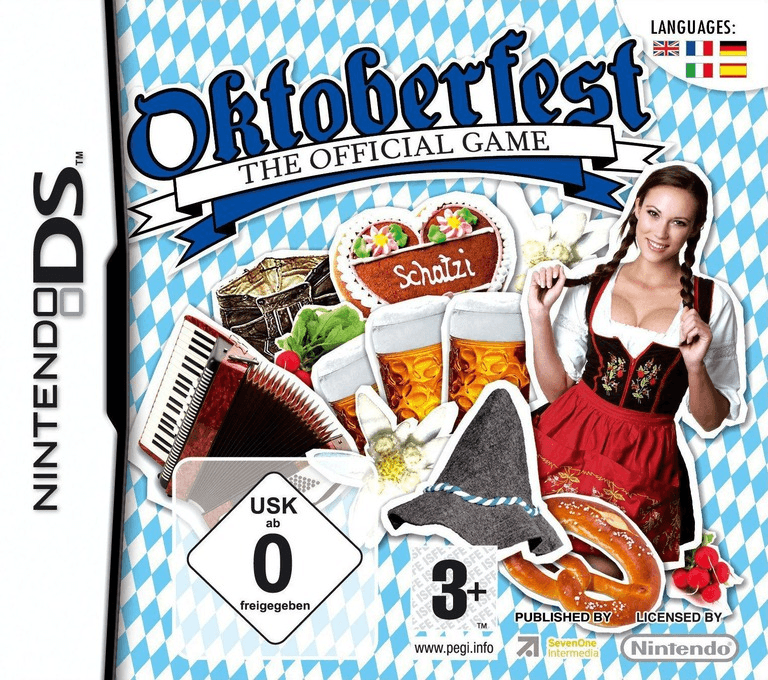 NINTENDO DS™
LANGUAGES:
Oktoberfest
THE OFFICIAL GAME
Schatzi
USK
ab
0
freigegeben
3+
™
www.pegi.info
PUBLISHED BY
SevenOne
Intermedia
LICENSED BY
Nintendo®